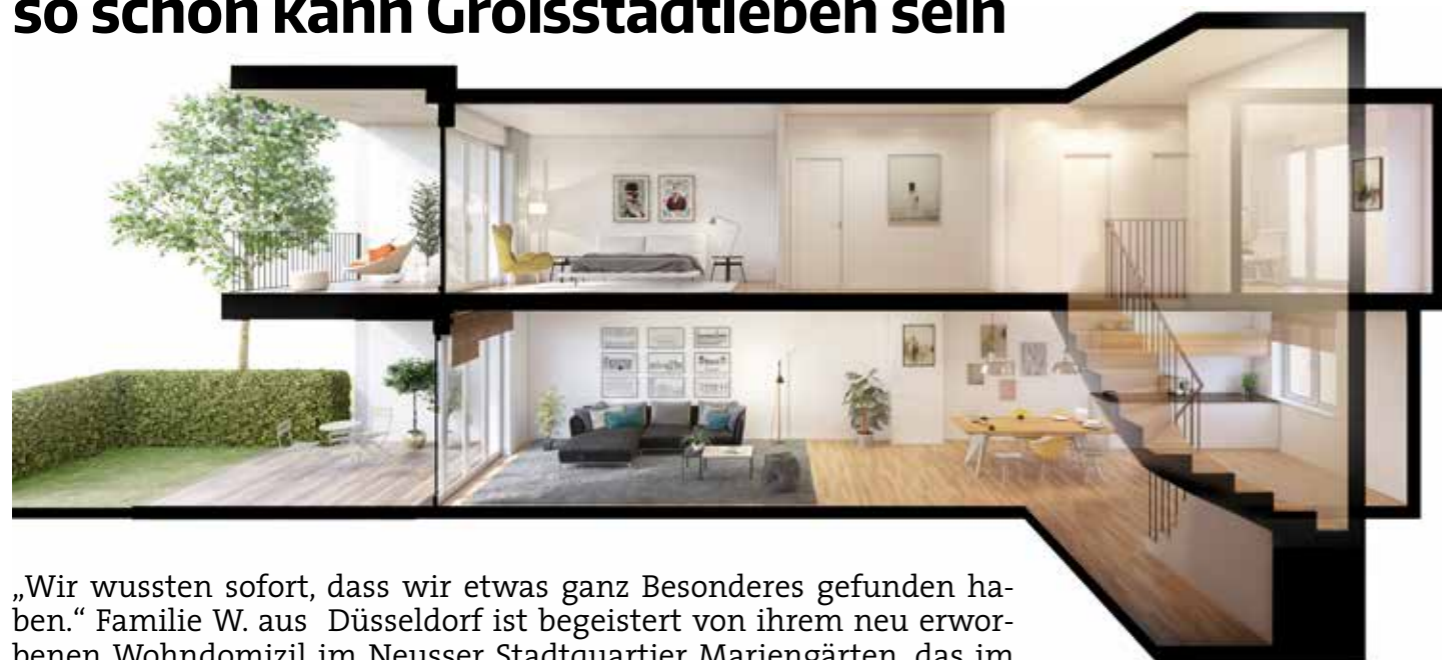 so schön kann Großstadtleben sein
„Wir wussten sofort, dass wir etwas ganz Besonderes gefunden ha-
ben.“ Familie W. aus Düsseldorf ist begeistert von ihrem neu erwor-
benen Wohndomizil im Neusser Stadtquartier Mariengärten, das im